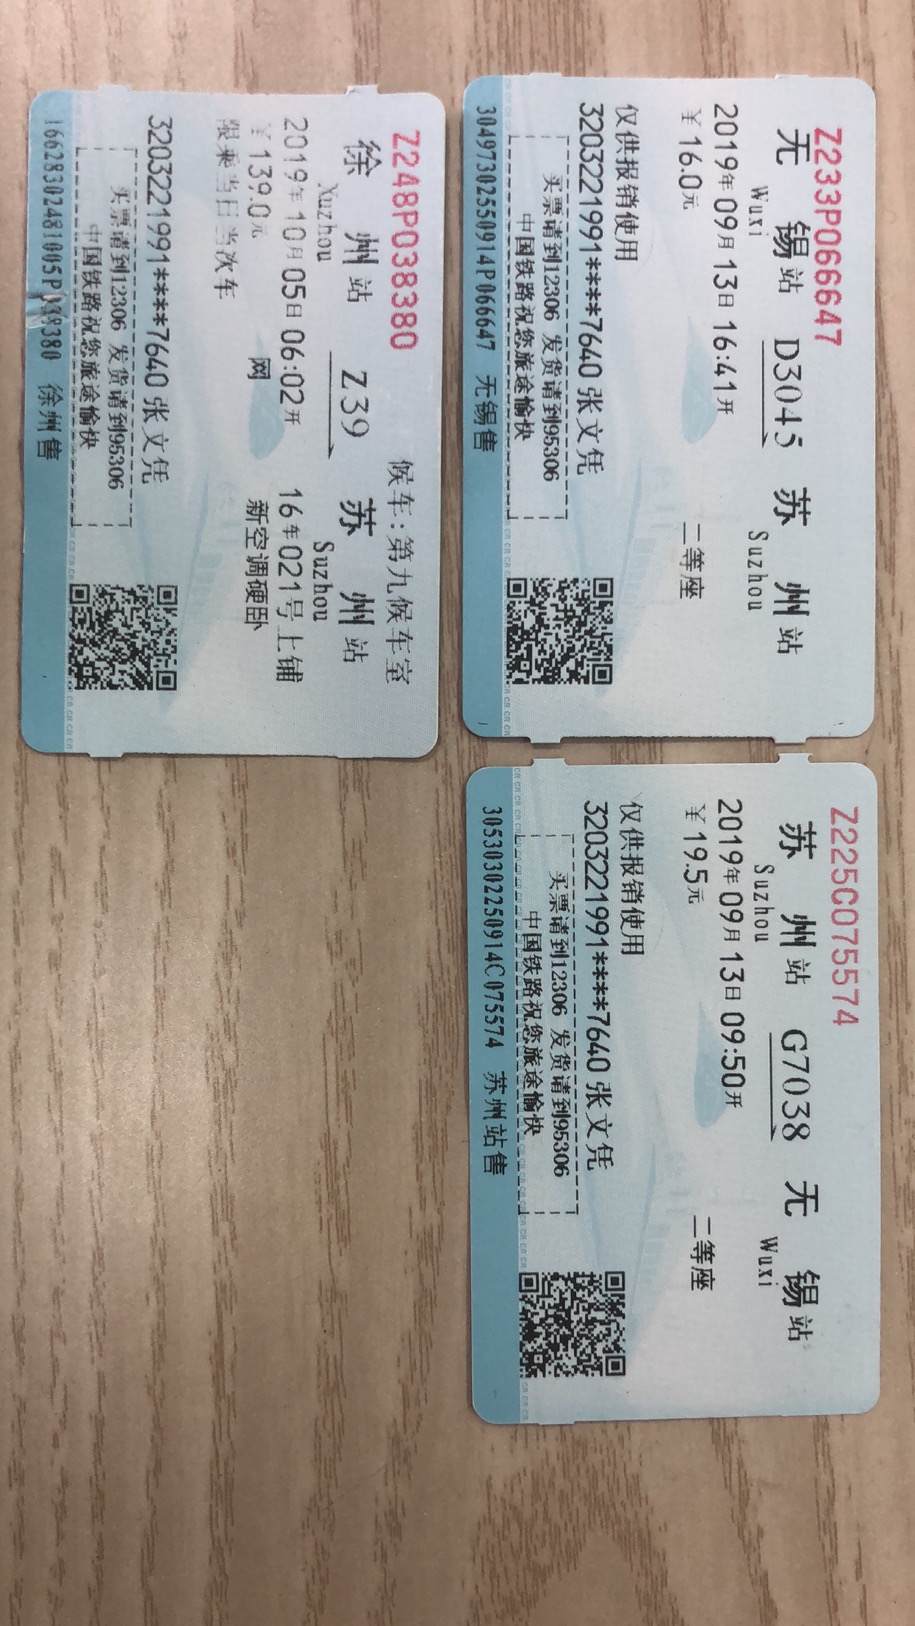 Z233P066647
无锡站 D3045 苏州站
Wuxi Suzhou
2019年09月13日16:41开
￥16.0元 二等座
仅供报销使用
3203221991****7640 张文凭
买票请到12306 发货请到95306
中国铁路祝您旅途愉快
30497302550914P066647 无锡售
Z248P038380 候车:第九候车室
徐州站 Z39 苏州站
Xuzhou Suzhou
2019年10月05日06:02开 16车021号上铺
￥139.0元 网 新空调硬卧
限乘当日当次车
3203221991****7640 张文凭
买票请到12306 发货请到95306
中国铁路祝您旅途愉快
16628302481005P038380 徐州售
Z225C075574
苏州站 G7038 无锡站
Suzhou Wuxi
2019年09月13日09:50开
￥19.5元 二等座
仅供报销使用
3203221991****7640 张文凭
买票请到12306 发货请到95306
中国铁路祝您旅途愉快
30530302250914C075574 苏州站售